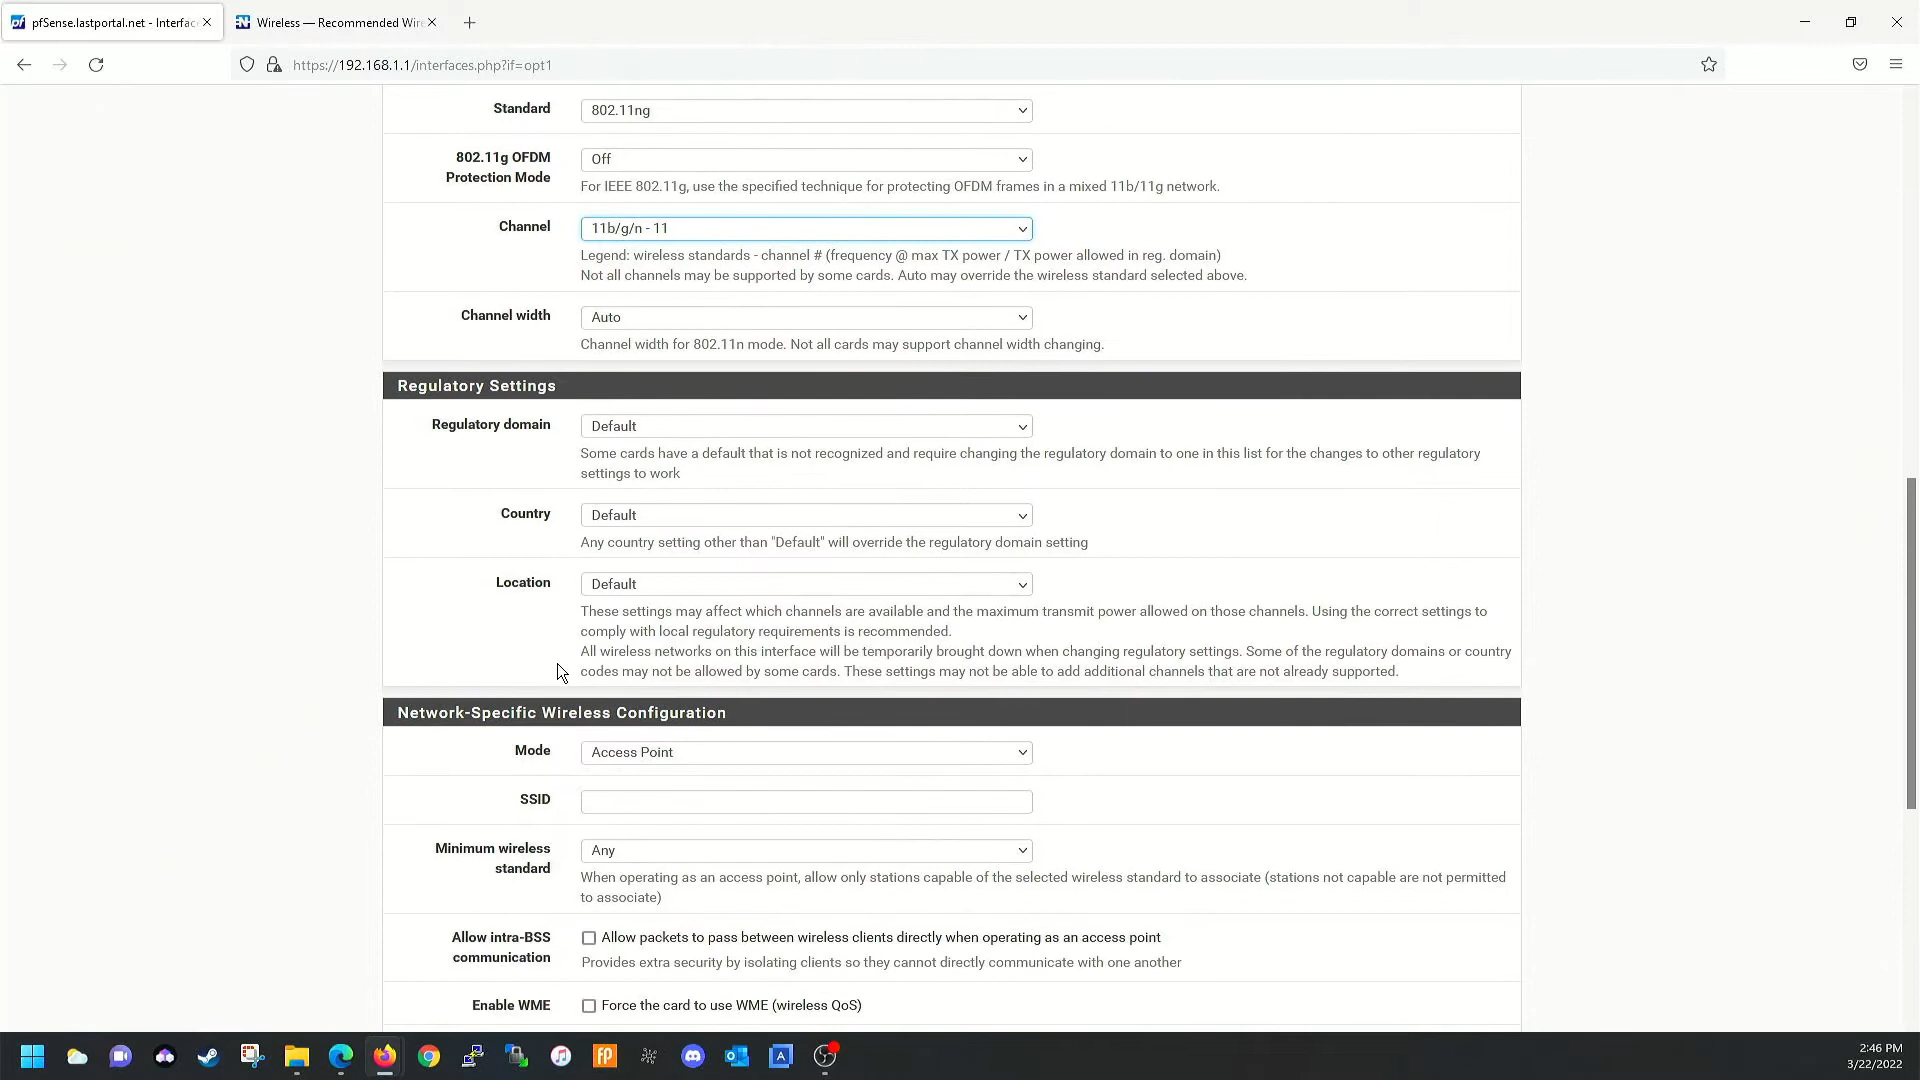 pfSense.lastportal.net - Interfac
Wireless — Recommended Wir
https://192.168.1.1/interfaces.php?if=opt1
Standard
802.11ng
802.11g OFDM
Protection Mode
Off
For IEEE 802.11g, use the specified technique for protecting OFDM frames in a mixed 11b/11g network.
Channel
11b/g/n - 11
Legend: wireless standards - channel # (frequency @ max TX power / TX power allowed in reg. domain)
Not all channels may be supported by some cards. Auto may override the wireless standard selected above.
Channel width
Auto
Channel width for 802.11n mode. Not all cards may support channel width changing.
Regulatory Settings
Regulatory domain
Default
Some cards have a default that is not recognized and require changing the regulatory domain to one in this list for the changes to other regulatory
settings to work
Country
Default
Any country setting other than "Default" will override the regulatory domain setting
Location
Default
These settings may affect which channels are available and the maximum transmit power allowed on those channels. Using the correct settings to
comply with local regulatory requirements is recommended.
All wireless networks on this interface will be temporarily brought down when changing regulatory settings. Some of the regulatory domains or country
codes may not be allowed by some cards. These settings may not be able to add additional channels that are not already supported.
Network-Specific Wireless Configuration
Mode
Access Point
SSID
Minimum wireless
standard
Any
When operating as an access point, allow only stations capable of the selected wireless standard to associate (stations not capable are not permitted
to associate)
Allow intra-BSS
communication
Allow packets to pass between wireless clients directly when operating as an access point
Provides extra security by isolating clients so they cannot directly communicate with one another
Enable WME
Force the card to use WME (wireless QoS)
2:46 PM
3/22/2022